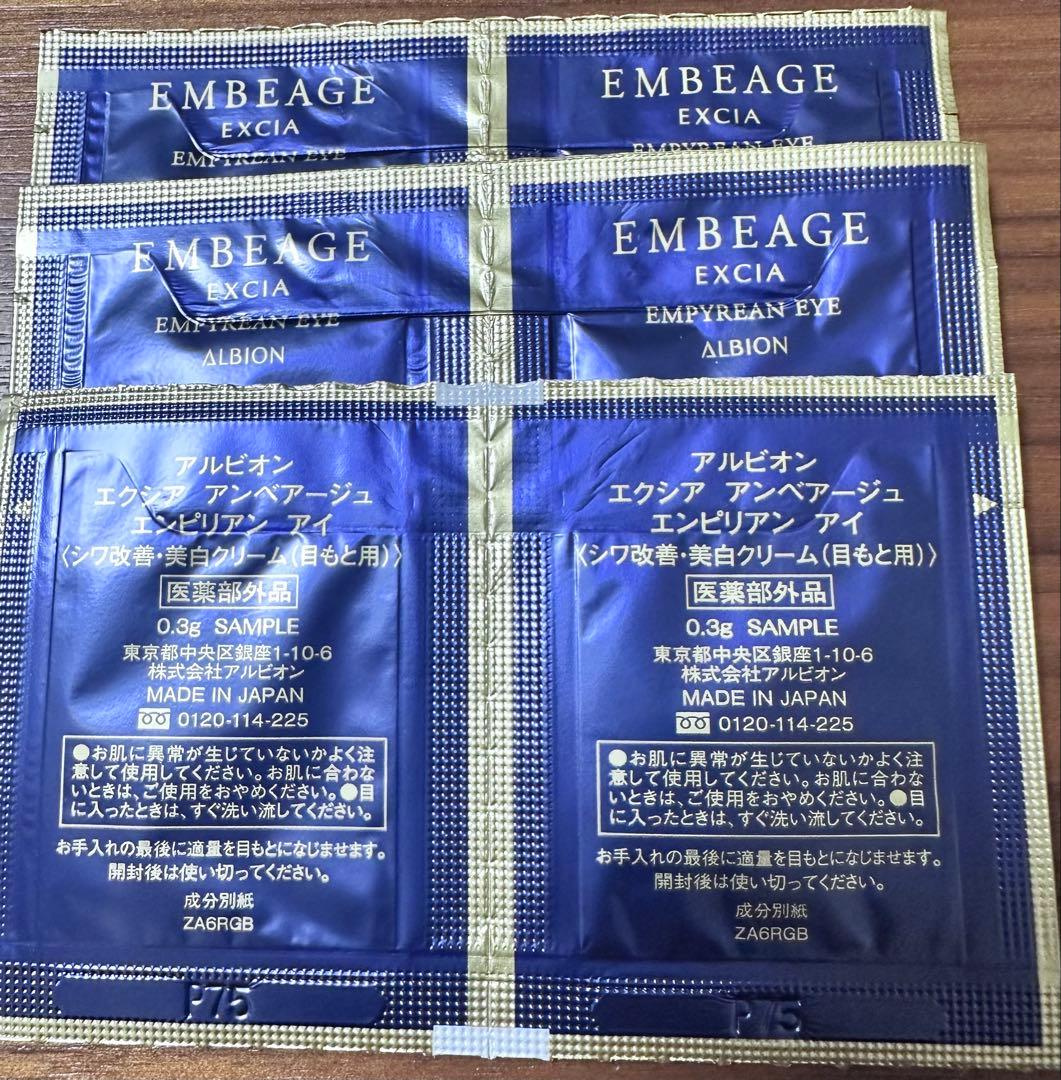 EMBEAGE
EXCIA
EMPYREAN EYE
EMBEAGE
EXCIA
EMPYREAN EYE
EMBEAGE
EXCIA
EMPYREAN EYE
ALBION
EMBEAGE
EXCIA
EMPYREAN EYE
ALBION
アルビオン
エクシア アンベアージュ
エンピリアン アイ
〈シワ改善・美白クリーム(目もと用)〉
医薬部外品
0.3g SAMPLE
東京都中央区銀座1-10-6
株式会社アルビオン
MADE IN JAPAN
0120-114-225
●お肌に異常が生じていないかよく注
意して使用してください。お肌に合わな
いときは、ご使用をおやめください。●目
に入ったときは、すぐ洗い流してください。
お手入れの最後に適量を目もとになじませます。
開封後は使い切ってください。
成分別紙
ZA6RGB
P75
アルビオン
エクシア アンベアージュ
エンピリアン アイ
〈シワ改善・美白クリーム(目もと用)〉
医薬部外品
0.3g SAMPLE
東京都中央区銀座1-10-6
株式会社アルビオン
MADE IN JAPAN
0120-114-225
●お肌に異常が生じていないかよく注
意して使用してください。お肌に合わな
いときは、ご使用をおやめください。●目
に入ったときは、すぐ洗い流してください。
お手入れの最後に適量を目もとになじませます。
開封後は使い切ってください。
成分別紙
ZA6RGB
P75